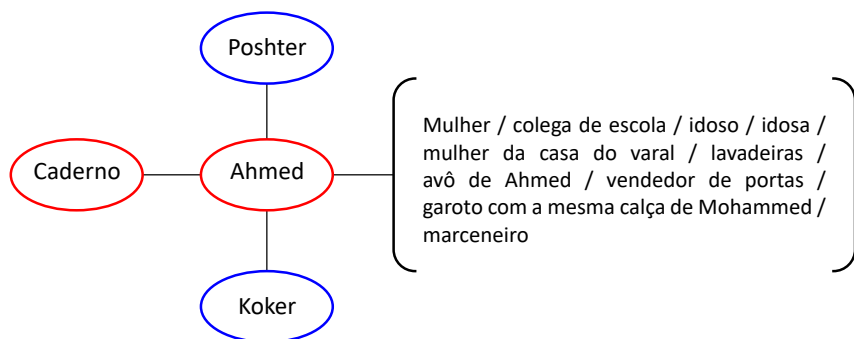 Poshter
Caderno
Ahmed
Mulher / colega de escola / idoso / idosa /
mulher da casa do varal / lavadeiras /
avô de Ahmed / vendedor de portas /
garoto com a mesma calça de Mohammed /
marceneiro
Koker